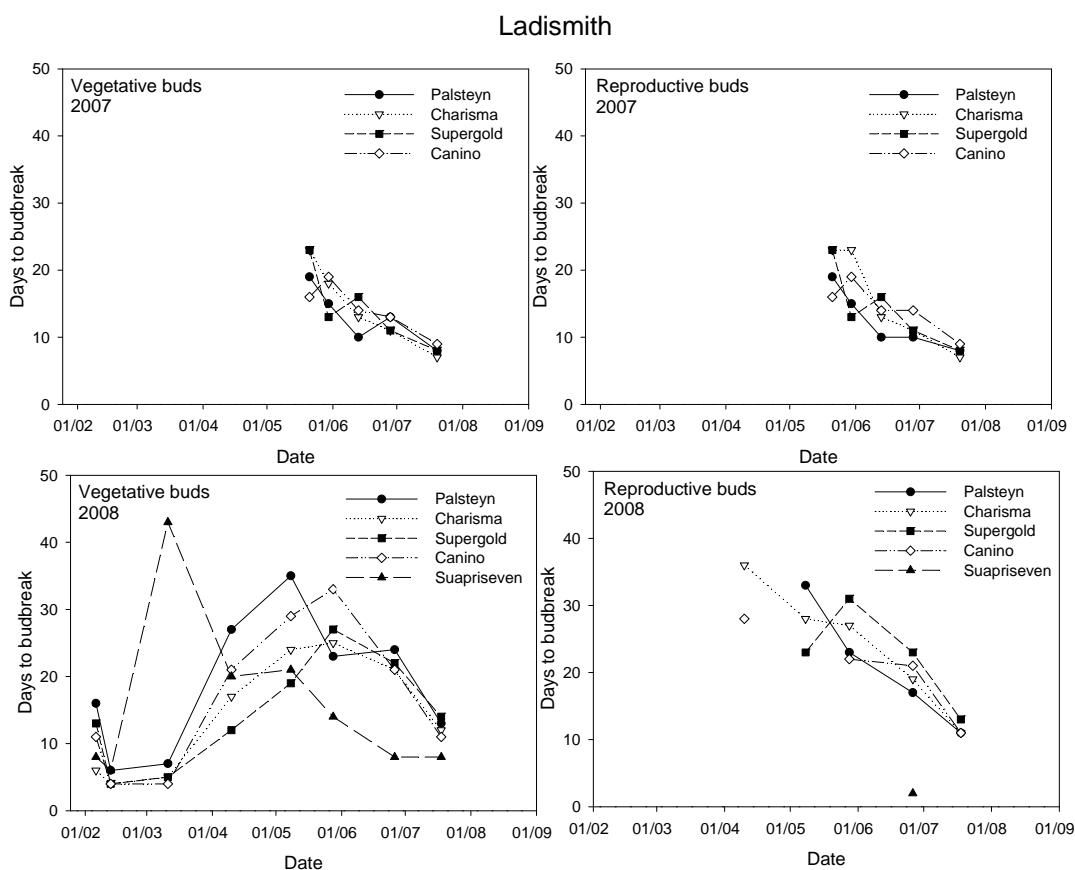 Ladismith
Vegetative buds
2007
Palsteyn
Charisma
Supergold
Canino
Days to budbreak
50
40
30
20
10
0
01/02 01/03 01/04 01/05 01/06 01/07 01/08 01/09
Date
Reproductive buds
2007
Palsteyn
Charisma
Supergold
Canino
Days to budbreak
50
40
30
20
10
0
01/02 01/03 01/04 01/05 01/06 01/07 01/08 01/09
Date
Vegetative buds
2008
Palsteyn
Charisma
Supergold
Canino
Suapriseven
Days to budbreak
50
40
30
20
10
0
01/02 01/03 01/04 01/05 01/06 01/07 01/08 01/09
Date
Reproductive buds
2008
Palsteyn
Charisma
Supergold
Canino
Suapriseven
Days to budbreak
50
40
30
20
10
0
01/02 01/03 01/04 01/05 01/06 01/07 01/08 01/09
Date